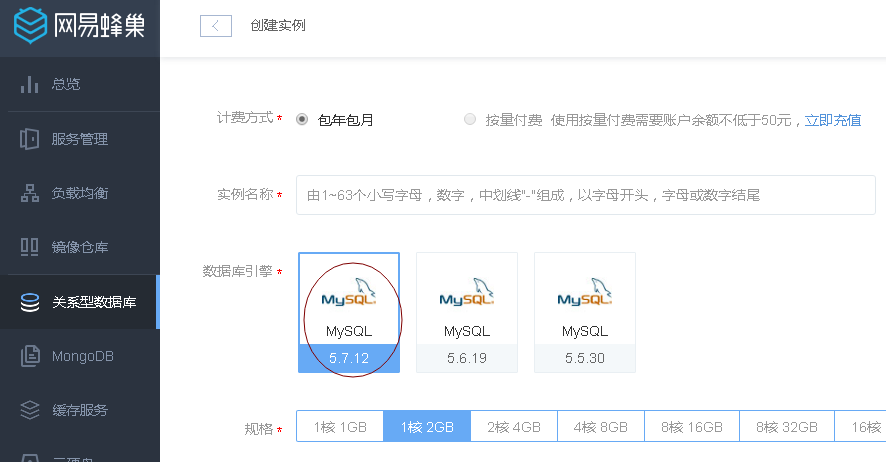 网易蜂巢
创建实例
总览
服务管理
负载均衡
镜像仓库
关系型数据库
MongoDB
缓存服务
计费方式 * 包年包月 按量付费 使用按量付费需要账户余额不低于50元，立即充值
实例名称 * 由1~63个小写字母，数字，中划线"-"组成，以字母开头，字母或数字结尾
数据库引擎 *
MySQL MySQL MySQL
MySQL MySQL MySQL
5.7.12 5.6.19 5.5.30
规格 * 1核 1GB 1核 2GB 2核 4GB 4核 8GB 8核 16GB 8核 32GB 16核